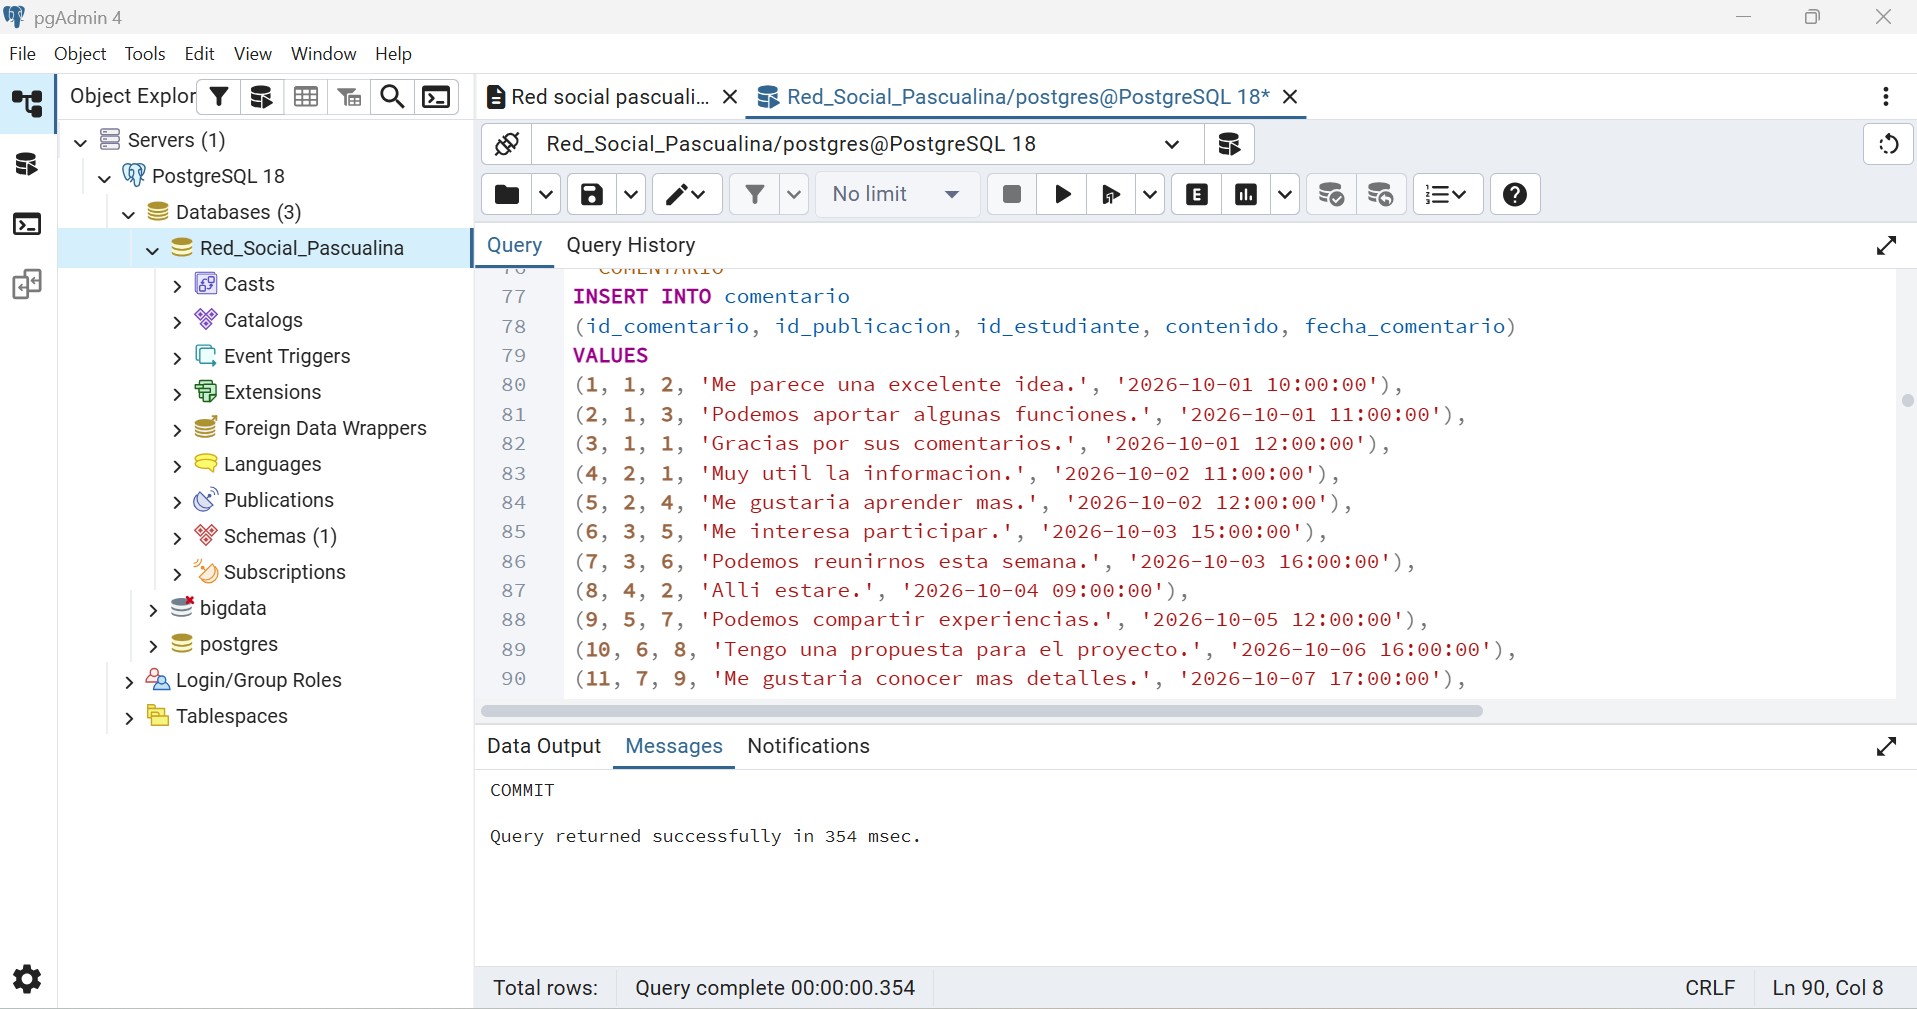 pgAdmin 4
File Object Tools Edit View Window Help
Object Explor
Red social pascuali... Red_Social_Pascualina/postgres@PostgreSQL 18*
Servers (1)
PostgreSQL 18
Databases (3)
Red_Social_Pascualina
Casts
Catalogs
Event Triggers
Extensions
Foreign Data Wrappers
Languages
Publications
Schemas (1)
Subscriptions
bigdata
postgres
Login/Group Roles
Tablespaces
Red_Social_Pascualina/postgres@PostgreSQL 18
No limit
E
Query Query History
76 -- COMENTARIO
77 INSERT INTO comentario
78 (id_comentario, id_publicacion, id_estudiante, contenido, fecha_comentario)
79 VALUES
80 (1, 1, 2, 'Me parece una excelente idea.', '2026-10-01 10:00:00'),
81 (2, 1, 3, 'Podemos aportar algunas funciones.', '2026-10-01 11:00:00'),
82 (3, 1, 1, 'Gracias por sus comentarios.', '2026-10-01 12:00:00'),
83 (4, 2, 1, 'Muy util la informacion.', '2026-10-02 11:00:00'),
84 (5, 2, 4, 'Me gustaria aprender mas.', '2026-10-02 12:00:00'),
85 (6, 3, 5, 'Me interesa participar.', '2026-10-03 15:00:00'),
86 (7, 3, 6, 'Podemos reunirnos esta semana.', '2026-10-03 16:00:00'),
87 (8, 4, 2, 'Alli estare.', '2026-10-04 09:00:00'),
88 (9, 5, 7, 'Podemos compartir experiencias.', '2026-10-05 12:00:00'),
89 (10, 6, 8, 'Tengo una propuesta para el proyecto.', '2026-10-06 16:00:00'),
90 (11, 7, 9, 'Me gustaria conocer mas detalles.', '2026-10-07 17:00:00'),
Data Output Messages Notifications
COMMIT
Query returned successfully in 354 msec.
Total rows: Query complete 00:00:00.354 CRLF Ln 90, Col 8